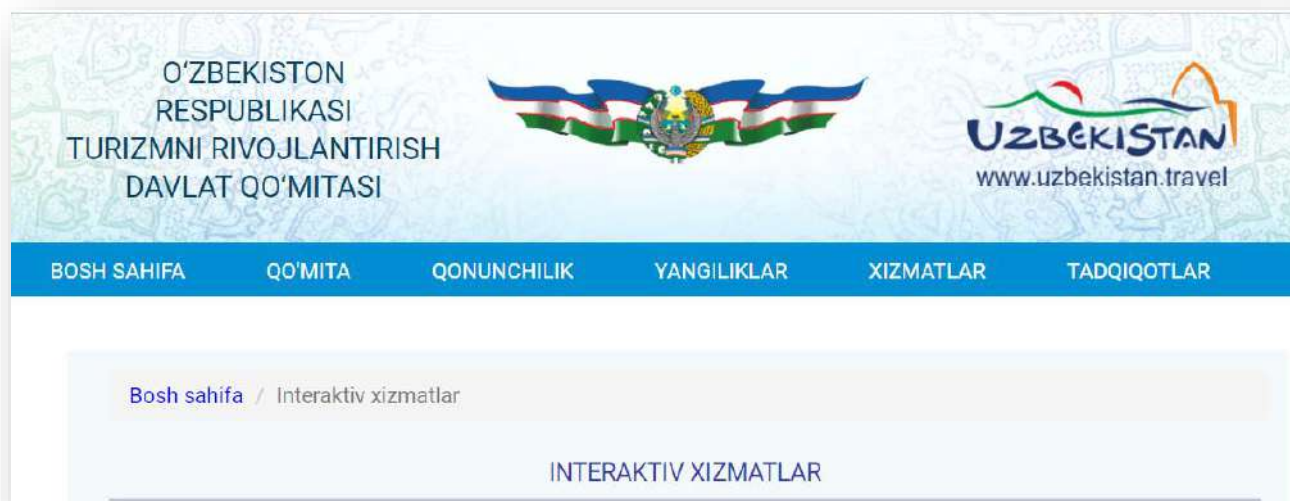 O‘ZBEKISTON
RESPUBLIKASI
TURIZMNI RIVOJLANTIRISH
DAVLAT QO‘MITASI
UZBEKISTAN
www.uzbekistan.travel
BOSH SAHIFA QO'MITA QONUNCHILIK YANGILIKLAR XIZMATLAR TADQIQOTLAR
Bosh sahifa / Interaktiv xizmatlar
INTERAKTIV XIZMATLAR